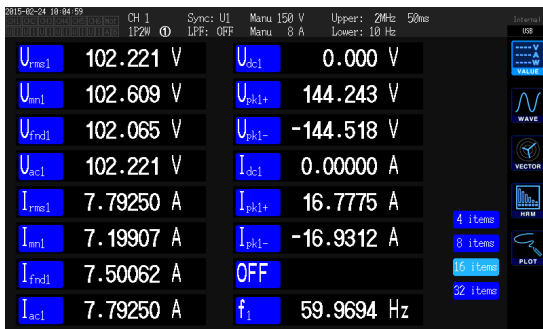 2015-02-24 10:04:59
CH 1 Sync: U1 Manu 150 V Upper: 2MHz 50ms
1P2W ① LPF: OFF Manu 8 A Lower: 10 Hz
Internal
USB
Urms1 102.221 V Udc1 0.000 V
Umn1 102.609 V Upk1+ 144.243 V
Ufnd1 102.065 V Upk1- -144.518 V
Uac1 102.221 V Idc1 0.00000 A
Irms1 7.79250 A Ipk1+ 16.7775 A
Imn1 7.19907 A Ipk1- -16.9312 A
Ifnd1 7.50062 A OFF
Iac1 7.79250 A f1 59.9694 Hz
4 items
8 items
16 items
32 items
V
A
W
VALUE
WAVE
VECTOR
HRM
PLOT